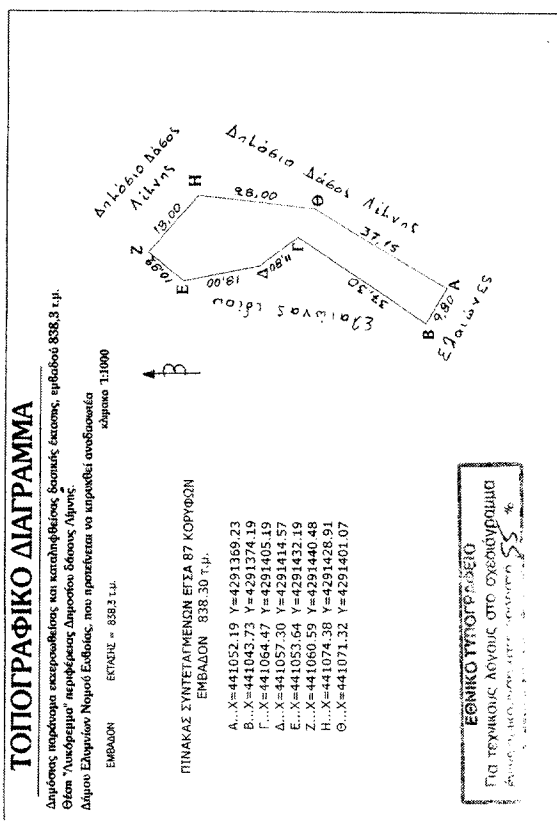 ΤΟΠΟΓΡΑΦΙΚΟ ΔΙΑΓΡΑΜΜΑ
Δημόσιας παράνομα εκχερσωθείσας και καταληφθείσας δασικής έκτασης, εμβαδού 838,3 τ.μ.
Θέση "Λυκόρεμμα" περιφέρειας Δημοσίου δάσους Λίμνης.
Δήμου Ελυμνίων Νομού Ευβοίας, που προτείνεται να κηρυχθεί αναδασωτέα
ΕΜΒΑΔΟΝ ΕΚΤΑΣΗΣ = 838.3 τ.μ. κλίμακα 1:1000
Β
ΠΙΝΑΚΑΣ ΣΥΝΤΕΤΑΓΜΕΝΩΝ ΕΓΣΑ 87 ΚΟΡΥΦΩΝ
ΕΜΒΑΔΟΝ 838.30 τ.μ.
Α...Χ=441052.19 Υ=4291369.23
Β...Χ=441043.73 Υ=4291374.19
Γ...Χ=441064.47 Υ=4291405.19
Δ...Χ=441057.30 Υ=4291414.57
Ε...Χ=441053.64 Υ=4291432.19
Ζ...Χ=441060.59 Υ=4291440.48
Η...Χ=441074.38 Υ=4291428.91
Θ...Χ=441071.32 Υ=4291401.07
Δημόσιο Δάσος
Λίμνης
Δημόσιο Δάσος Λίμνης
Ζ
18,00
Η
28,00
Θ
37,15
Α
9,80
Β
37,30
Γ
11,80
Δ
18,00
Ε
10,82
Ελαιώνας ιδίου
Ελαιώνες
ΕΘΝΙΚΟ ΤΥΠΟΓΡΑΦΕΙΟ
Για τεχνικούς λόγους στο σχεδιάγραμμα
55 %